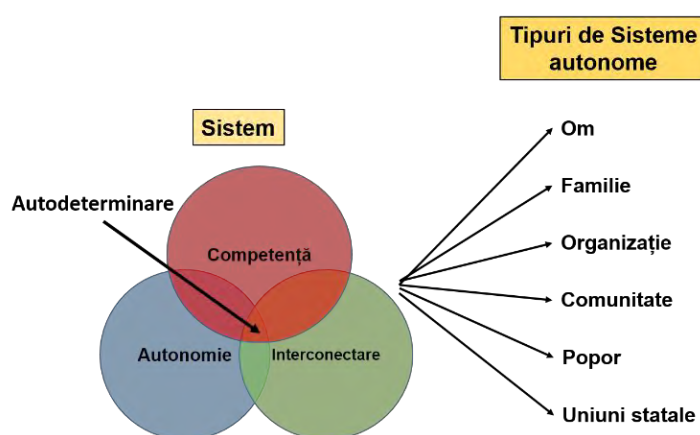 Tipuri de Sisteme
autonome
Sistem
Autodeterminare
Competență
Autonomie
Interconectare
Om
Familie
Organizație
Comunitate
Popor
Uniuni statale